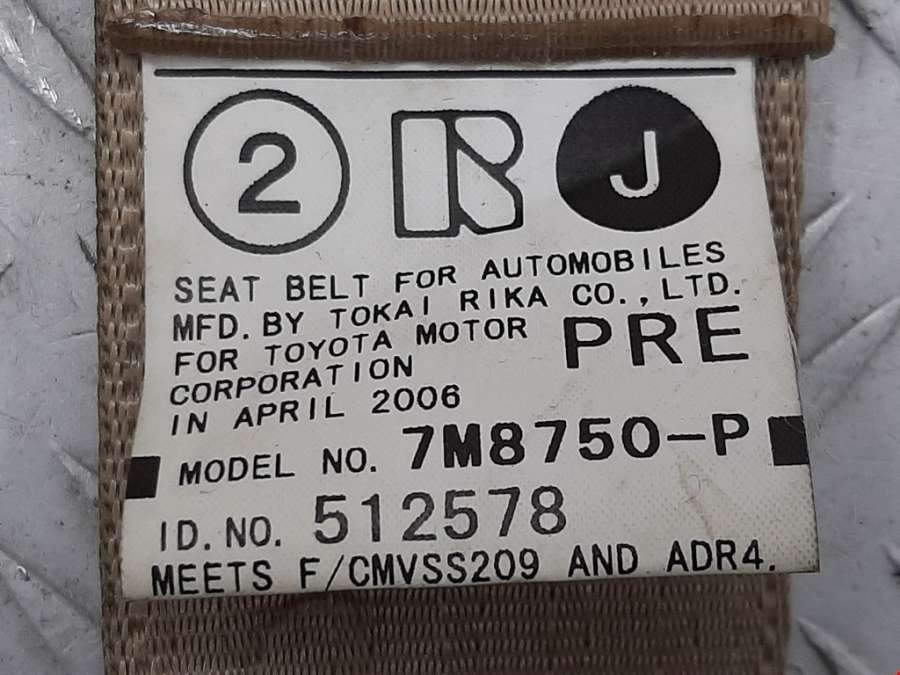 2 R J
SEAT BELT FOR AUTOMOBILES
MFD. BY TOKAI RIKA CO.,LTD.
FOR TOYOTA MOTOR PRE
CORPORATION
IN APRIL 2006
MODEL NO. 7M8750-P
ID. NO. 512578
MEETS F/CMVSS209 AND ADR4.